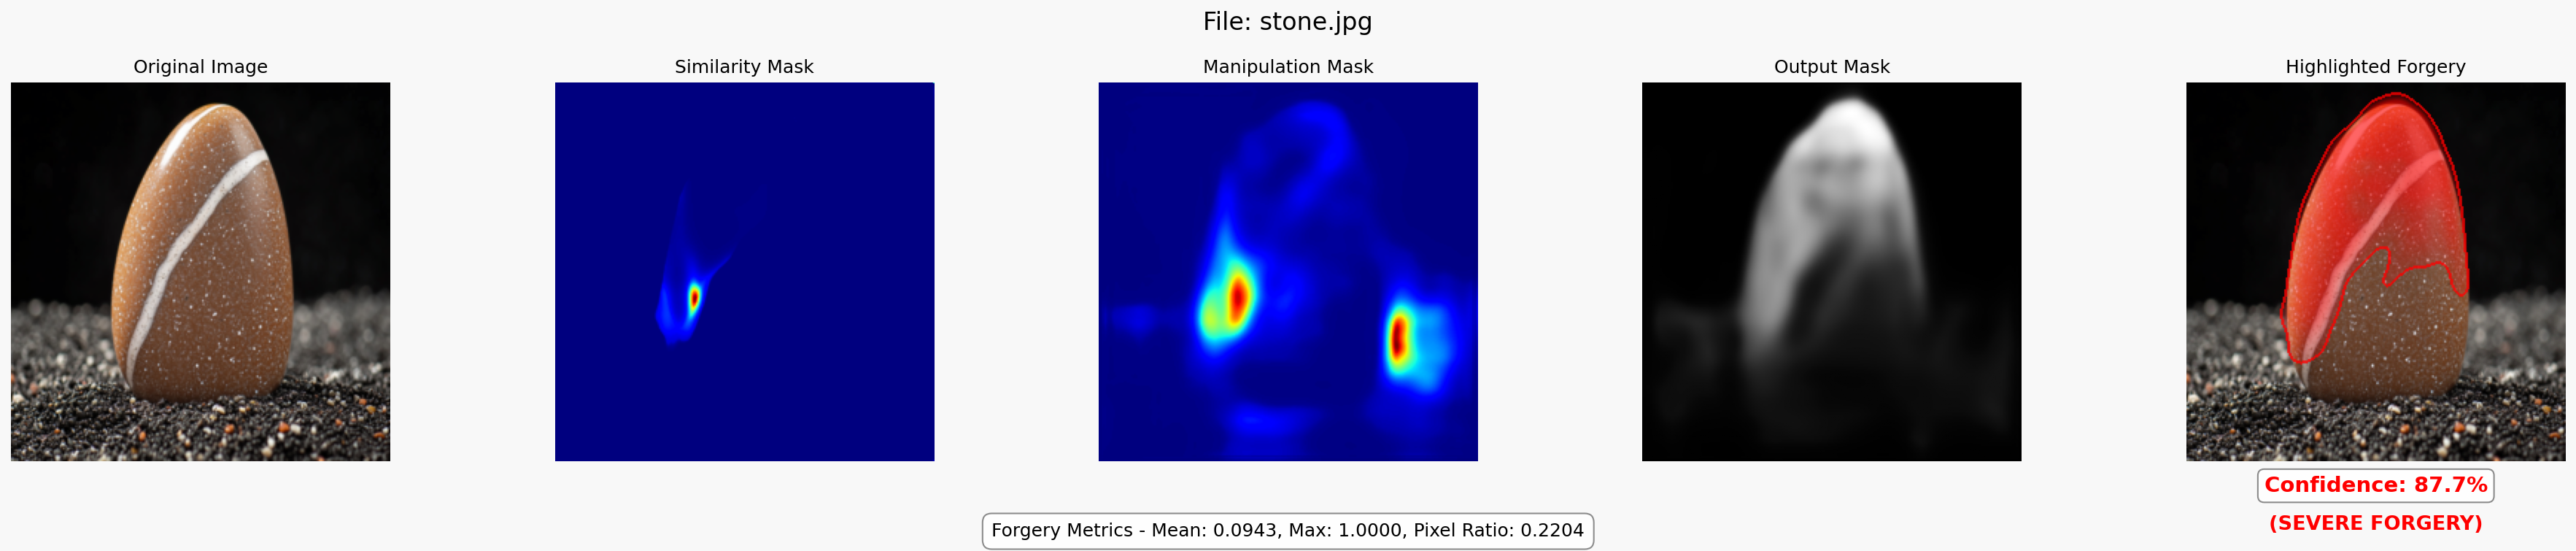 File: stone.jpg
Original Image
Similarity Mask
Manipulation Mask
Output Mask
Highlighted Forgery
Confidence: 87.7%
(SEVERE FORGERY)
Forgery Metrics - Mean: 0.0943, Max: 1.0000, Pixel Ratio: 0.2204